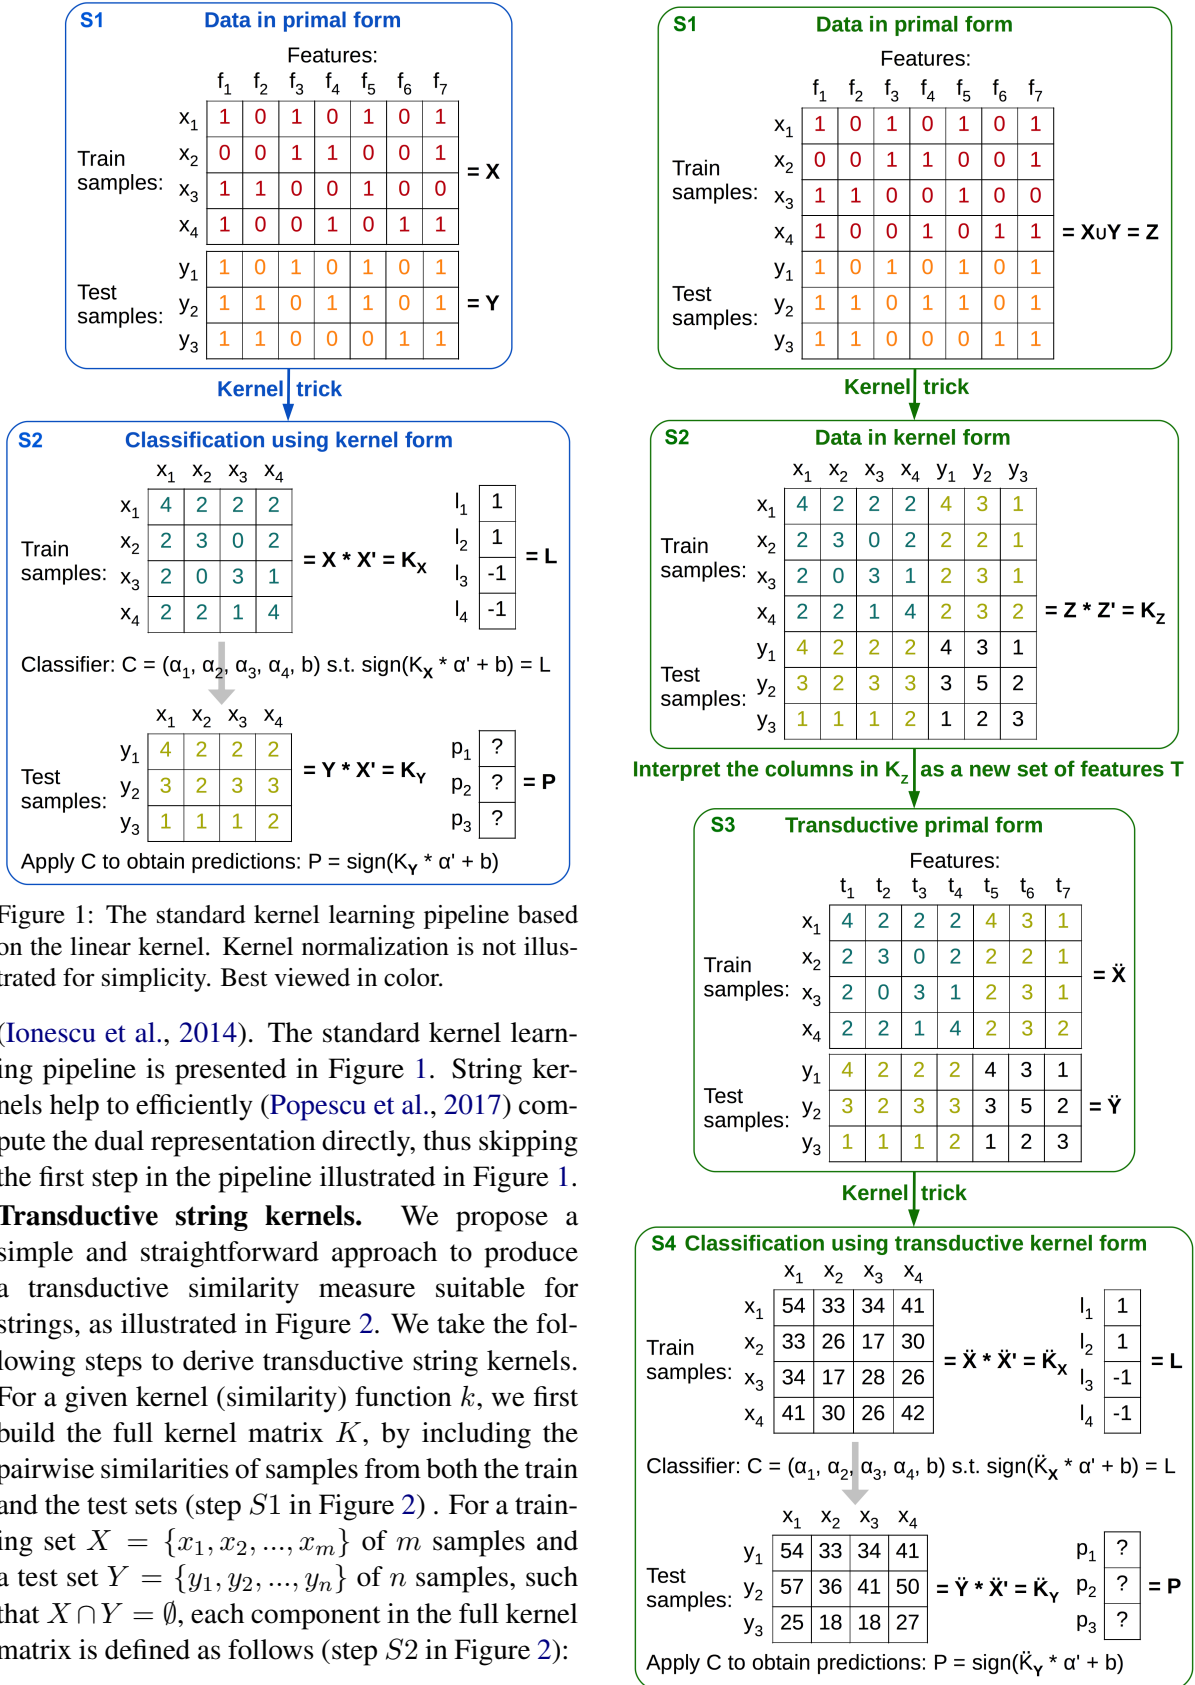 S1 Data in primal form
Features:
f1 f2 f3 f4 f5 f6 f7
x1 1 0 1 0 1 0 1
x2 0 0 1 1 0 0 1
Train samples:
x3 1 1 0 0 1 0 0
x4 1 0 0 1 0 1 1
= X
y1 1 0 1 0 1 0 1
Test samples:
y2 1 1 0 1 1 0 1
= Y
y3 1 1 0 0 0 1 1
Kernel trick
S2 Classification using kernel form
x1 x2 x3 x4
x1 4 2 2 2
x2 2 3 0 2
Train samples:
x3 2 0 3 1
x4 2 2 1 4
= X * X' = KX
l1 1
l2 1
l3 -1
l4 -1
= L
Classifier: C = (α1, α2, α3, α4, b) s.t. sign(KX * α' + b) = L
x1 x2 x3 x4
y1 4 2 2 2
Test samples:
y2 3 2 3 3
y3 1 1 1 2
= Y * X' = KY
p1 ?
p2 ?
p3 ?
= P
Apply C to obtain predictions: P = sign(KY * α' + b)
Figure 1: The standard kernel learning pipeline based
on the linear kernel. Kernel normalization is not illus-
trated for simplicity. Best viewed in color.
(Ionescu et al., 2014). The standard kernel learn-
ing pipeline is presented in Figure 1. String ker-
nels help to efficiently (Popescu et al., 2017) com-
pute the dual representation directly, thus skipping
the first step in the pipeline illustrated in Figure 1.
Transductive string kernels. We propose a
simple and straightforward approach to produce
a transductive similarity measure suitable for
strings, as illustrated in Figure 2. We take the fol-
lowing steps to derive transductive string kernels.
For a given kernel (similarity) function k, we first
build the full kernel matrix K, by including the
pairwise similarities of samples from both the train
and the test sets (step S1 in Figure 2) . For a train-
ing set X = {x1, x2, ..., xm} of m samples and
a test set Y = {y1, y2, ..., yn} of n samples, such
that X ∩ Y = ∅, each component in the full kernel
matrix is defined as follows (step S2 in Figure 2):
S1 Data in primal form
Features:
f1 f2 f3 f4 f5 f6 f7
x1 1 0 1 0 1 0 1
x2 0 0 1 1 0 0 1
Train samples:
x3 1 1 0 0 1 0 0
x4 1 0 0 1 0 1 1
= X∪Y = Z
y1 1 0 1 0 1 0 1
Test samples:
y2 1 1 0 1 1 0 1
y3 1 1 0 0 0 1 1
Kernel trick
S2 Data in kernel form
x1 x2 x3 x4 y1 y2 y3
x1 4 2 2 2 4 3 1
x2 2 3 0 2 2 2 1
Train samples:
x3 2 0 3 1 2 3 1
x4 2 2 1 4 2 3 2
= Z * Z' = KZ
y1 4 2 2 2 4 3 1
Test samples:
y2 3 2 3 3 3 5 2
y3 1 1 1 2 1 2 3
Interpret the columns in KZ as a new set of features T
S3 Transductive primal form
Features:
t1 t2 t3 t4 t5 t6 t7
x1 4 2 2 2 4 3 1
x2 2 3 0 2 2 2 1
Train samples:
x3 2 0 3 1 2 3 1
x4 2 2 1 4 2 3 2
= Ẍ
y1 4 2 2 2 4 3 1
Test samples:
y2 3 2 3 3 3 5 2
= Ÿ
y3 1 1 1 2 1 2 3
Kernel trick
S4 Classification using transductive kernel form
x1 x2 x3 x4
x1 54 33 34 41
x2 33 26 17 30
Train samples:
x3 34 17 28 26
x4 41 30 26 42
= Ẍ * Ẍ' = K̈X
l1 1
l2 1
l3 -1
l4 -1
= L
Classifier: C = (α1, α2, α3, α4, b) s.t. sign(K̈X * α' + b) = L
x1 x2 x3 x4
y1 54 33 34 41
Test samples:
y2 57 36 41 50
y3 25 18 18 27
= Ÿ * Ẍ' = K̈Y
p1 ?
p2 ?
p3 ?
= P
Apply C to obtain predictions: P = sign(K̈Y * α' + b)